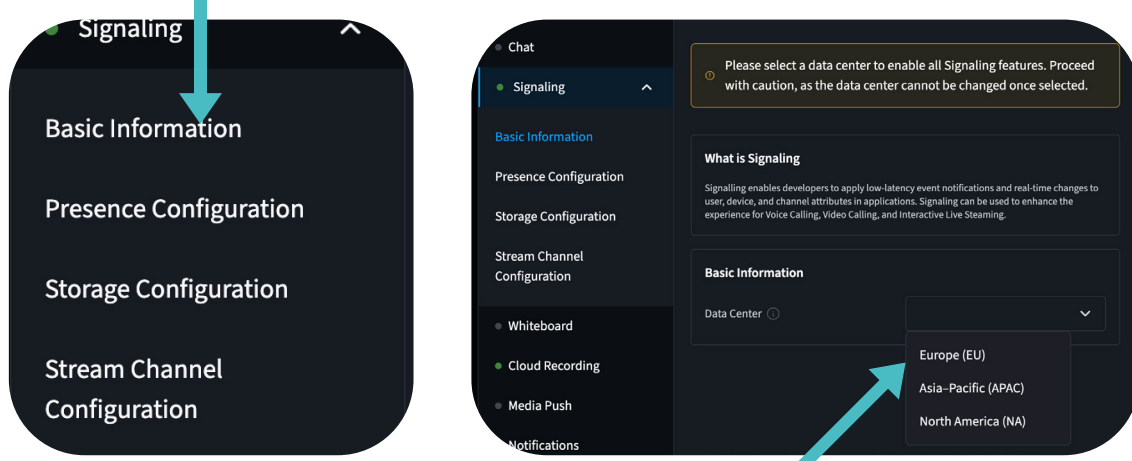 Signaling
Basic Information
Presence Configuration
Storage Configuration
Stream Channel
Configuration
Chat
Signaling
Basic Information
Presence Configuration
Storage Configuration
Stream Channel
Configuration
Whiteboard
Cloud Recording
Media Push
Notifications
Please select a data center to enable all Signaling features. Proceed
with caution, as the data center cannot be changed once selected.
What is Signaling
Signalling enables developers to apply low-latency event notifications and real-time changes to
user, device, and channel attributes in applications. Signaling can be used to enhance the
experience for Voice Calling, Video Calling, and Interactive Live Steaming.
Basic Information
Data Center
Europe (EU)
Asia–Pacific (APAC)
North America (NA)